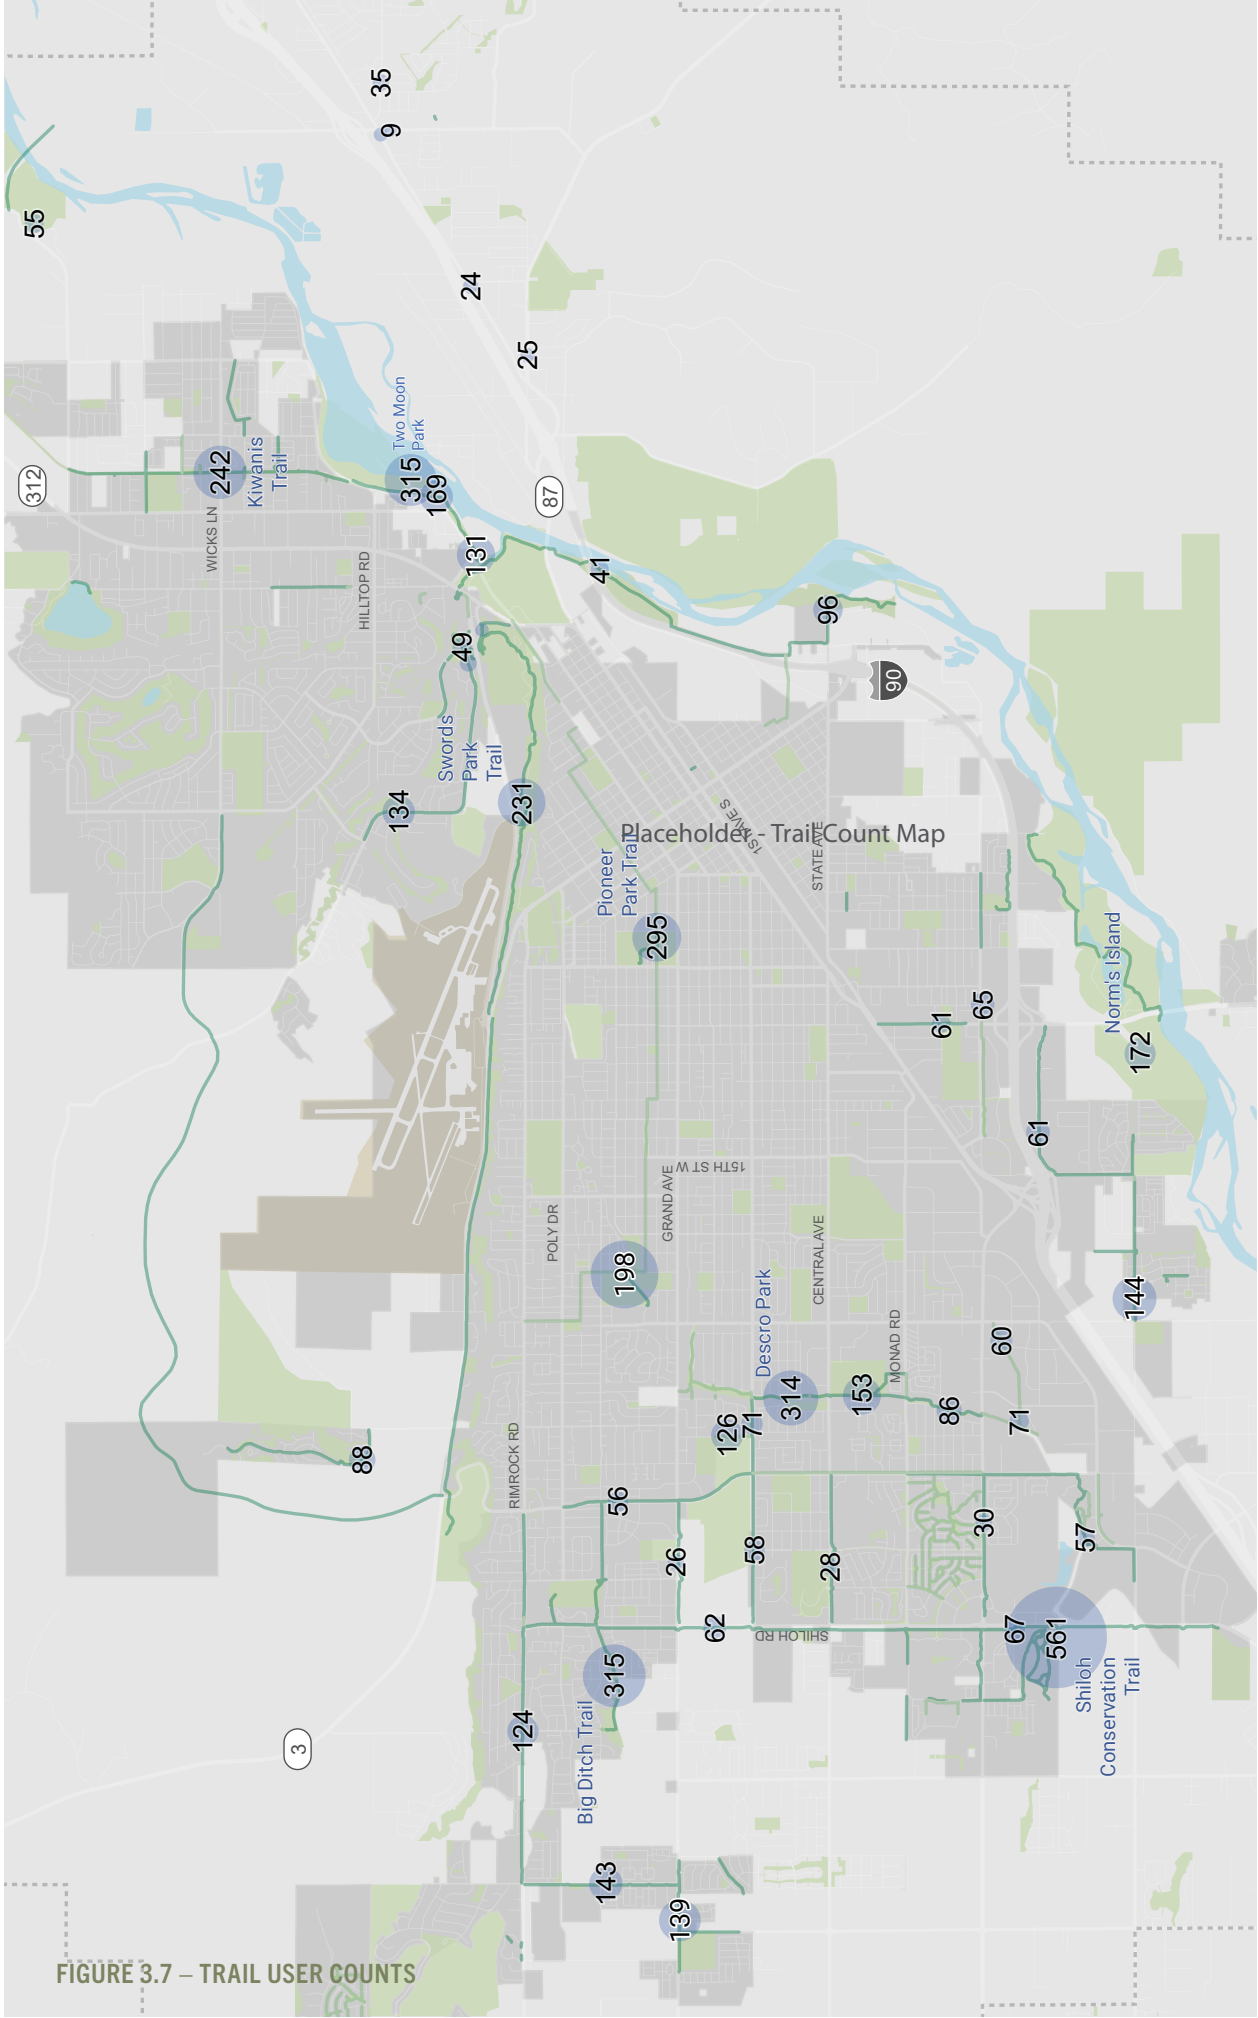 35
9
55
24
25
312
242
Kiwanis
Trail
WICKS LN
Two Moon
Park
315
169
87
HILLTOP RD
131
41
96
49
90
Swords
Park
Trail
134
231
1ST AVE S
Placeholder - Trail Count Map
STATE AVE
Pioneer
Park Trail
295
Norm's Island
61
65
172
61
15TH ST W
GRAND AVE
POLY DR
198
CENTRAL AVE
Descro Park
144
MONAD RD
60
314
153
86
71
126
71
88
RIMROCK RD
56
26
58
28
30
57
62
SHILOH RD
67
561
Shiloh
Conservation
Trail
315
Big Ditch Trail
124
3
143
139
FIGURE 3.7 – TRAIL USER COUNTS